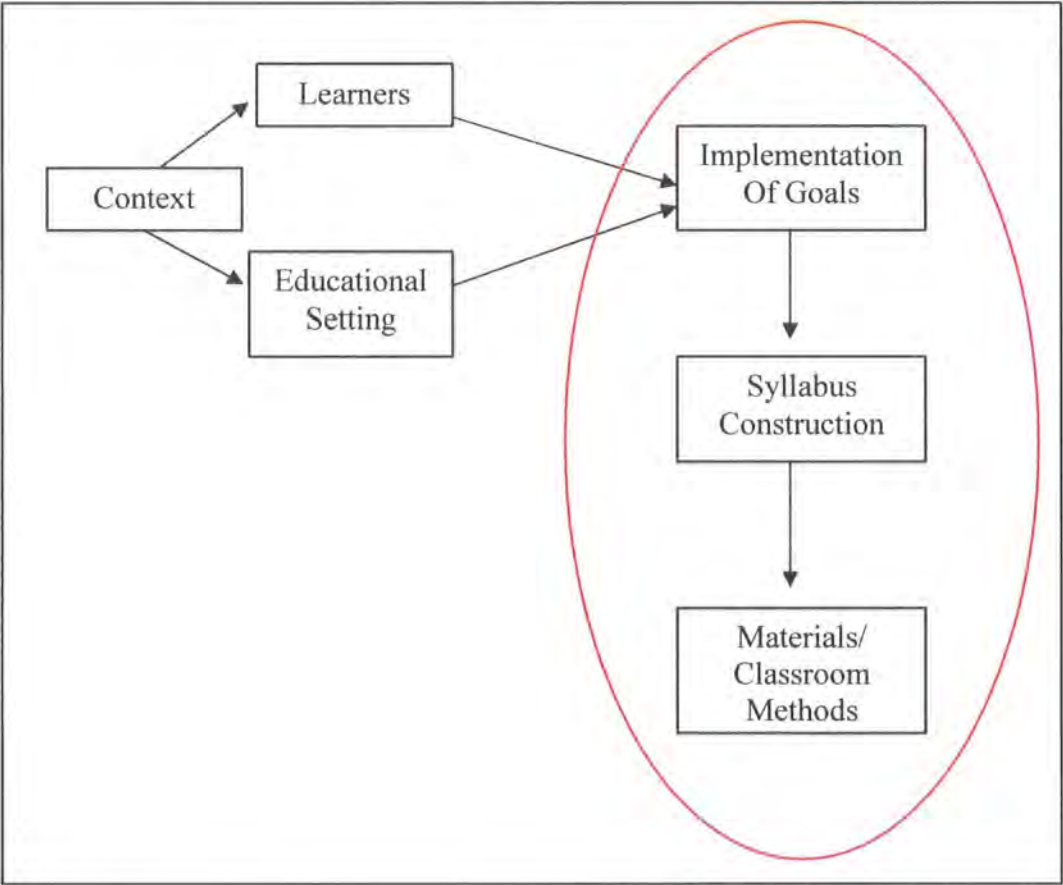 Learners
Context
Educational
Setting
Implementation
Of Goals
Syllabus
Construction
Materials/
Classroom
Methods